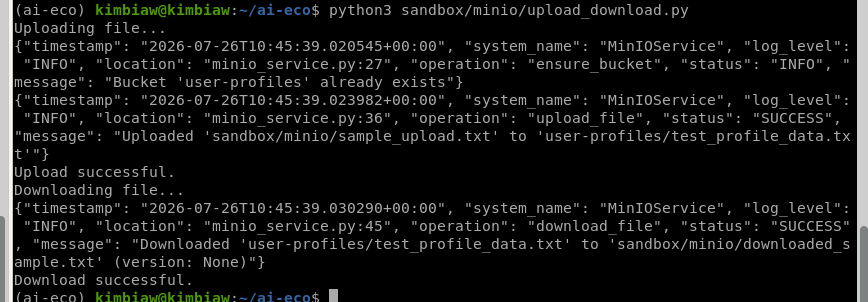 (ai-eco) kimbiaw@kimbiaw:~/ai-eco$ python3 sandbox/minio/upload_download.py
Uploading file...
{"timestamp": "2026-07-26T10:45:39.020545+00:00", "system_name": "MinIOService", "log_level":
 "INFO", "location": "minio_service.py:27", "operation": "ensure_bucket", "status": "INFO", "
message": "Bucket 'user-profiles' already exists"}
{"timestamp": "2026-07-26T10:45:39.023982+00:00", "system_name": "MinIOService", "log_level":
 "INFO", "location": "minio_service.py:36", "operation": "upload_file", "status": "SUCCESS", 
"message": "Uploaded 'sandbox/minio/sample_upload.txt' to 'user-profiles/test_profile_data.tx
t'"}
Upload successful.
Downloading file...
{"timestamp": "2026-07-26T10:45:39.030290+00:00", "system_name": "MinIOService", "log_level":
 "INFO", "location": "minio_service.py:45", "operation": "download_file", "status": "SUCCESS"
, "message": "Downloaded 'user-profiles/test_profile_data.txt' to 'sandbox/minio/downloaded_s
ample.txt' (version: None)"}
Download successful.
(ai-eco) kimbiaw@kimbiaw:~/ai-eco$